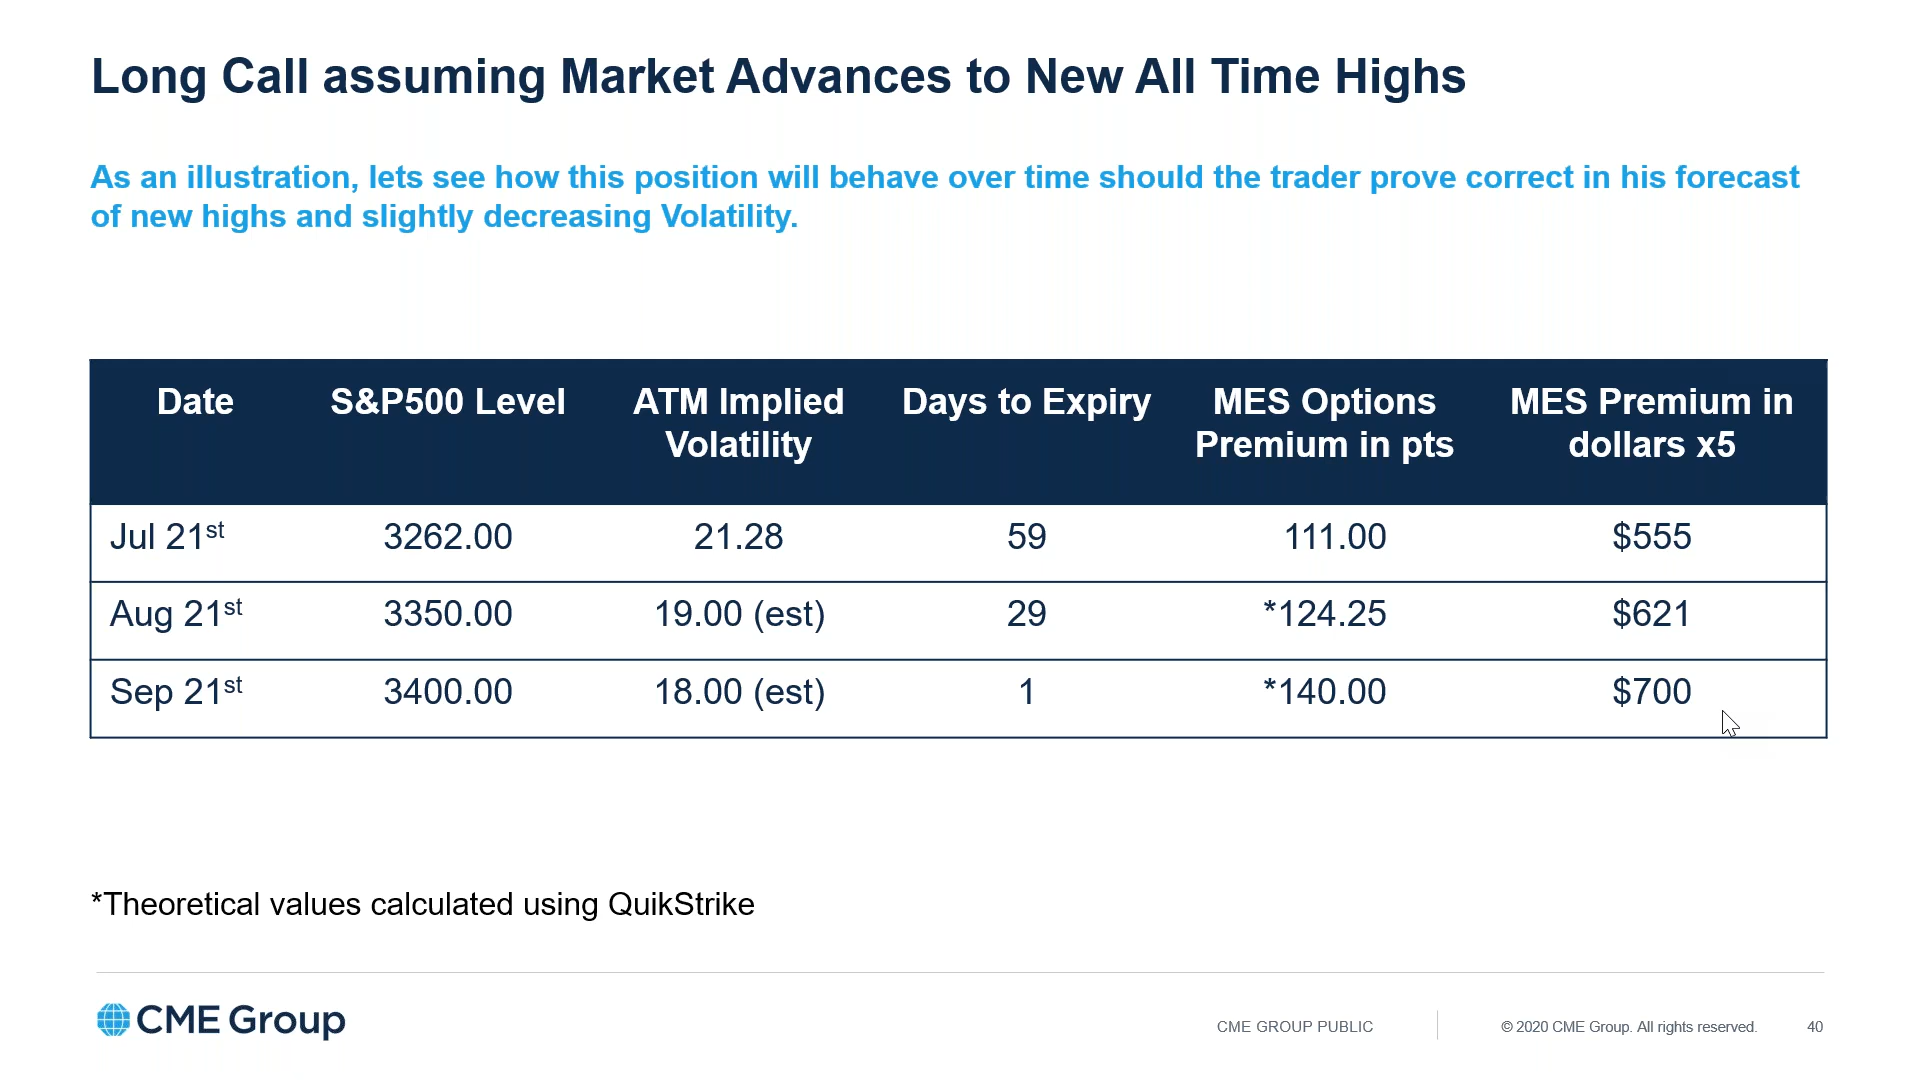 Long Call assuming Market Advances to New All Time Highs
As an illustration, lets see how this position will behave over time should the trader prove correct in his forecast
of new highs and slightly decreasing Volatility.
Date S&P500 Level ATM Implied Volatility Days to Expiry MES Options Premium in pts MES Premium in dollars x5
Jul 21st 3262.00 21.28 59 111.00 $555
Aug 21st 3350.00 19.00 (est) 29 *124.25 $621
Sep 21st 3400.00 18.00 (est) 1 *140.00 $700
*Theoretical values calculated using QuikStrike
CME Group
CME GROUP PUBLIC
© 2020 CME Group. All rights reserved.
40